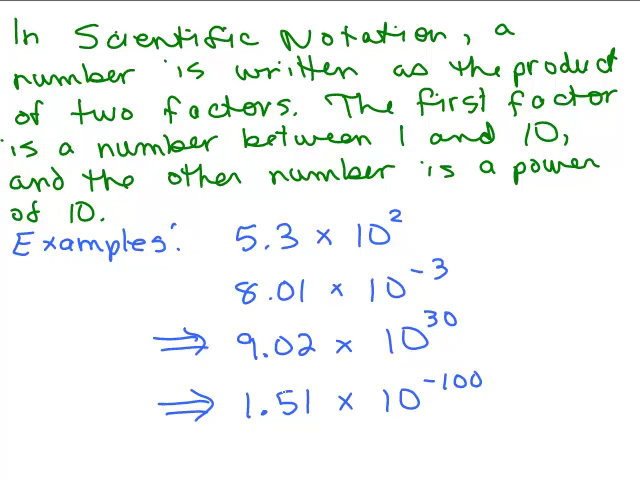 In Scientific Notation, a
number is written as the product
of two factors. The first factor
is a number between 1 and 10,
and the other number is a power
of 10.
Examples: 5.3 × 10²
8.01 × 10⁻³
⇒ 9.02 × 10³⁰
⇒ 1.51 × 10⁻¹⁰⁰